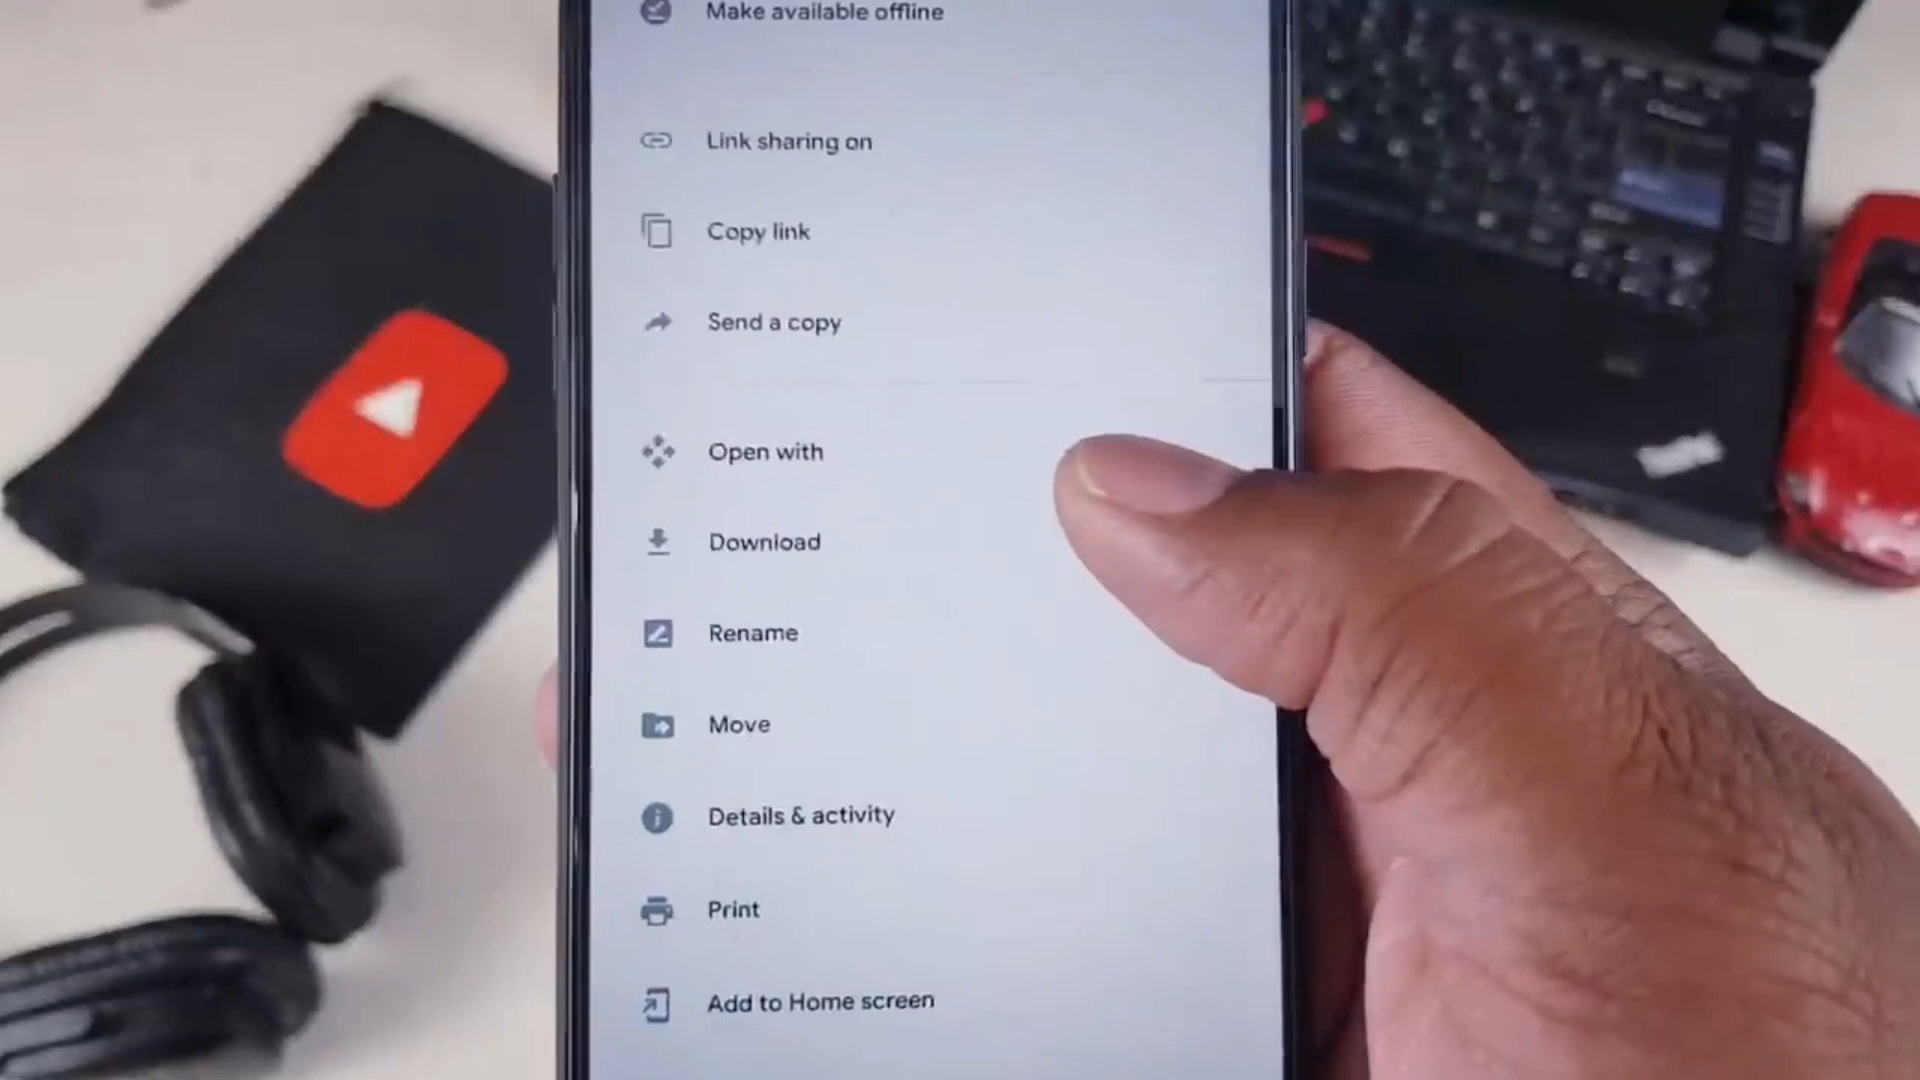 Make available offline
Link sharing on
Copy link
Send a copy
Open with
Download
Rename
Move
Details & activity
Print
Add to Home screen